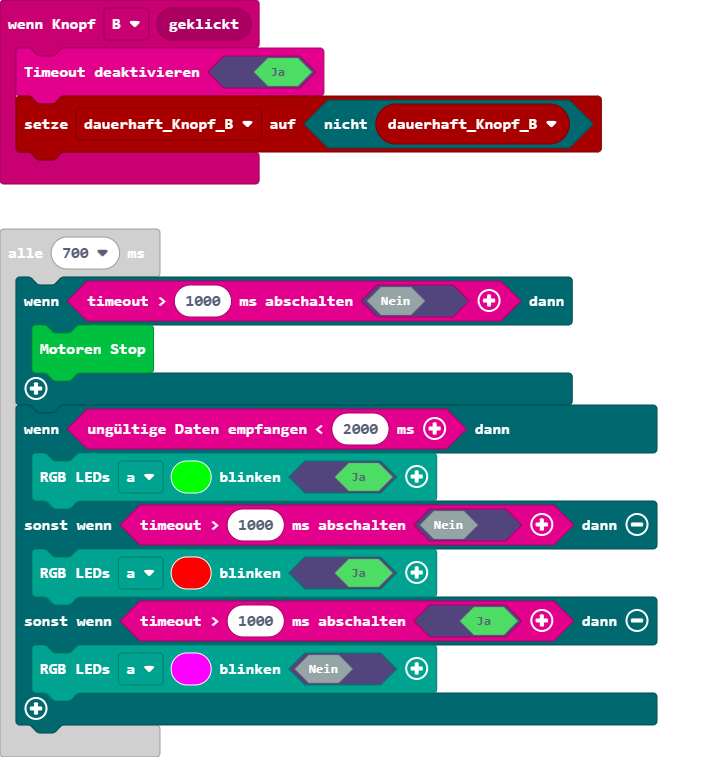 wenn Knopf B geklickt
Timeout deaktivieren Ja
setze dauerhaft_Knopf_B auf nicht dauerhaft_Knopf_B
alle 700 ms
wenn timeout > 1000 ms abschalten Nein dann
Motoren Stop
wenn ungültige Daten empfangen < 2000 ms dann
RGB LEDs a blinken Ja
sonst wenn timeout > 1000 ms abschalten Nein dann
RGB LEDs a blinken Ja
sonst wenn timeout > 1000 ms abschalten Ja dann
RGB LEDs a blinken Nein